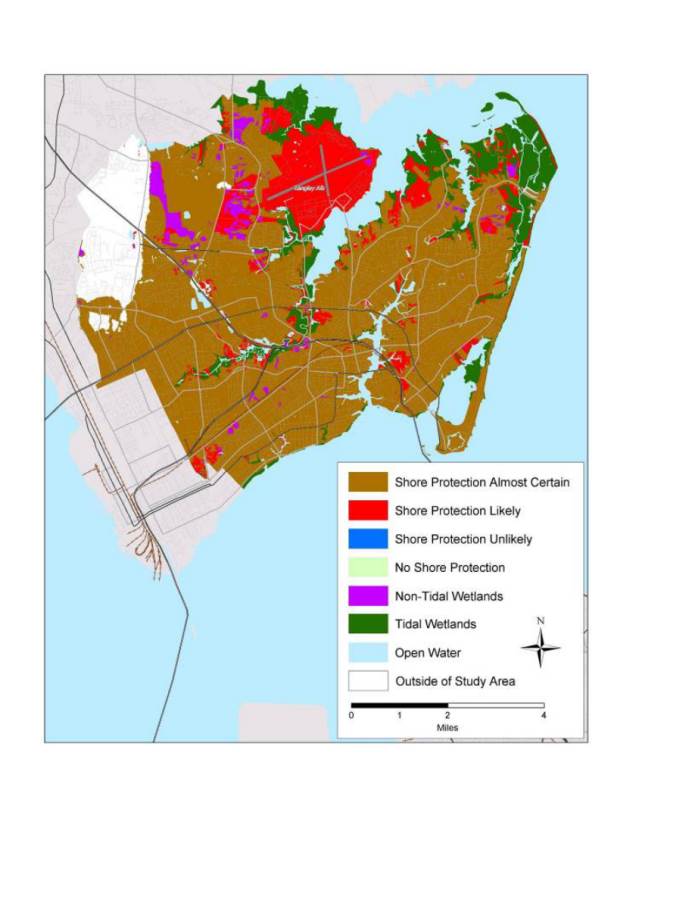 Langley Afb
Shore Protection Almost Certain
Shore Protection Likely
Shore Protection Unlikely
No Shore Protection
Non-Tidal Wetlands
Tidal Wetlands
Open Water
Outside of Study Area
N
0 1 2 4
Miles